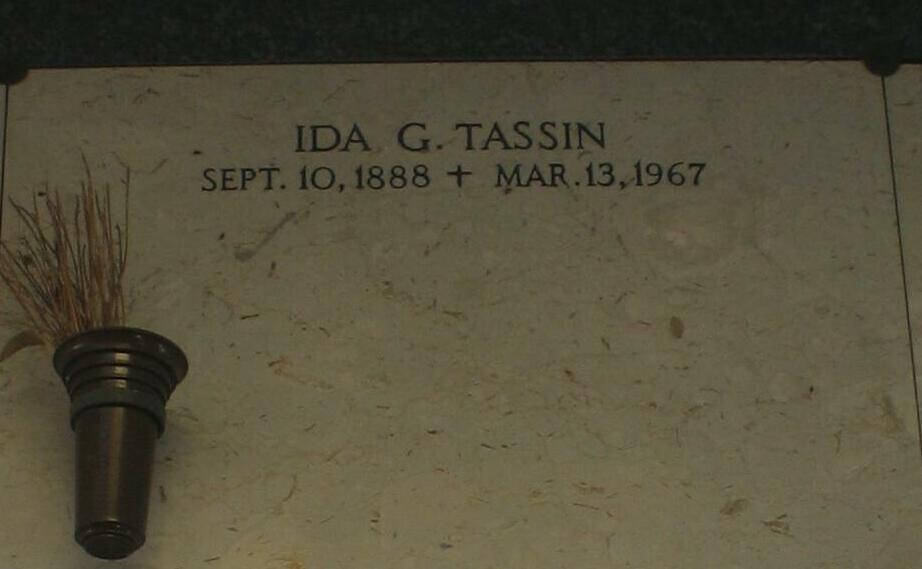 IDA G. TASSIN
SEPT. 10, 1888 + MAR. 13, 1967